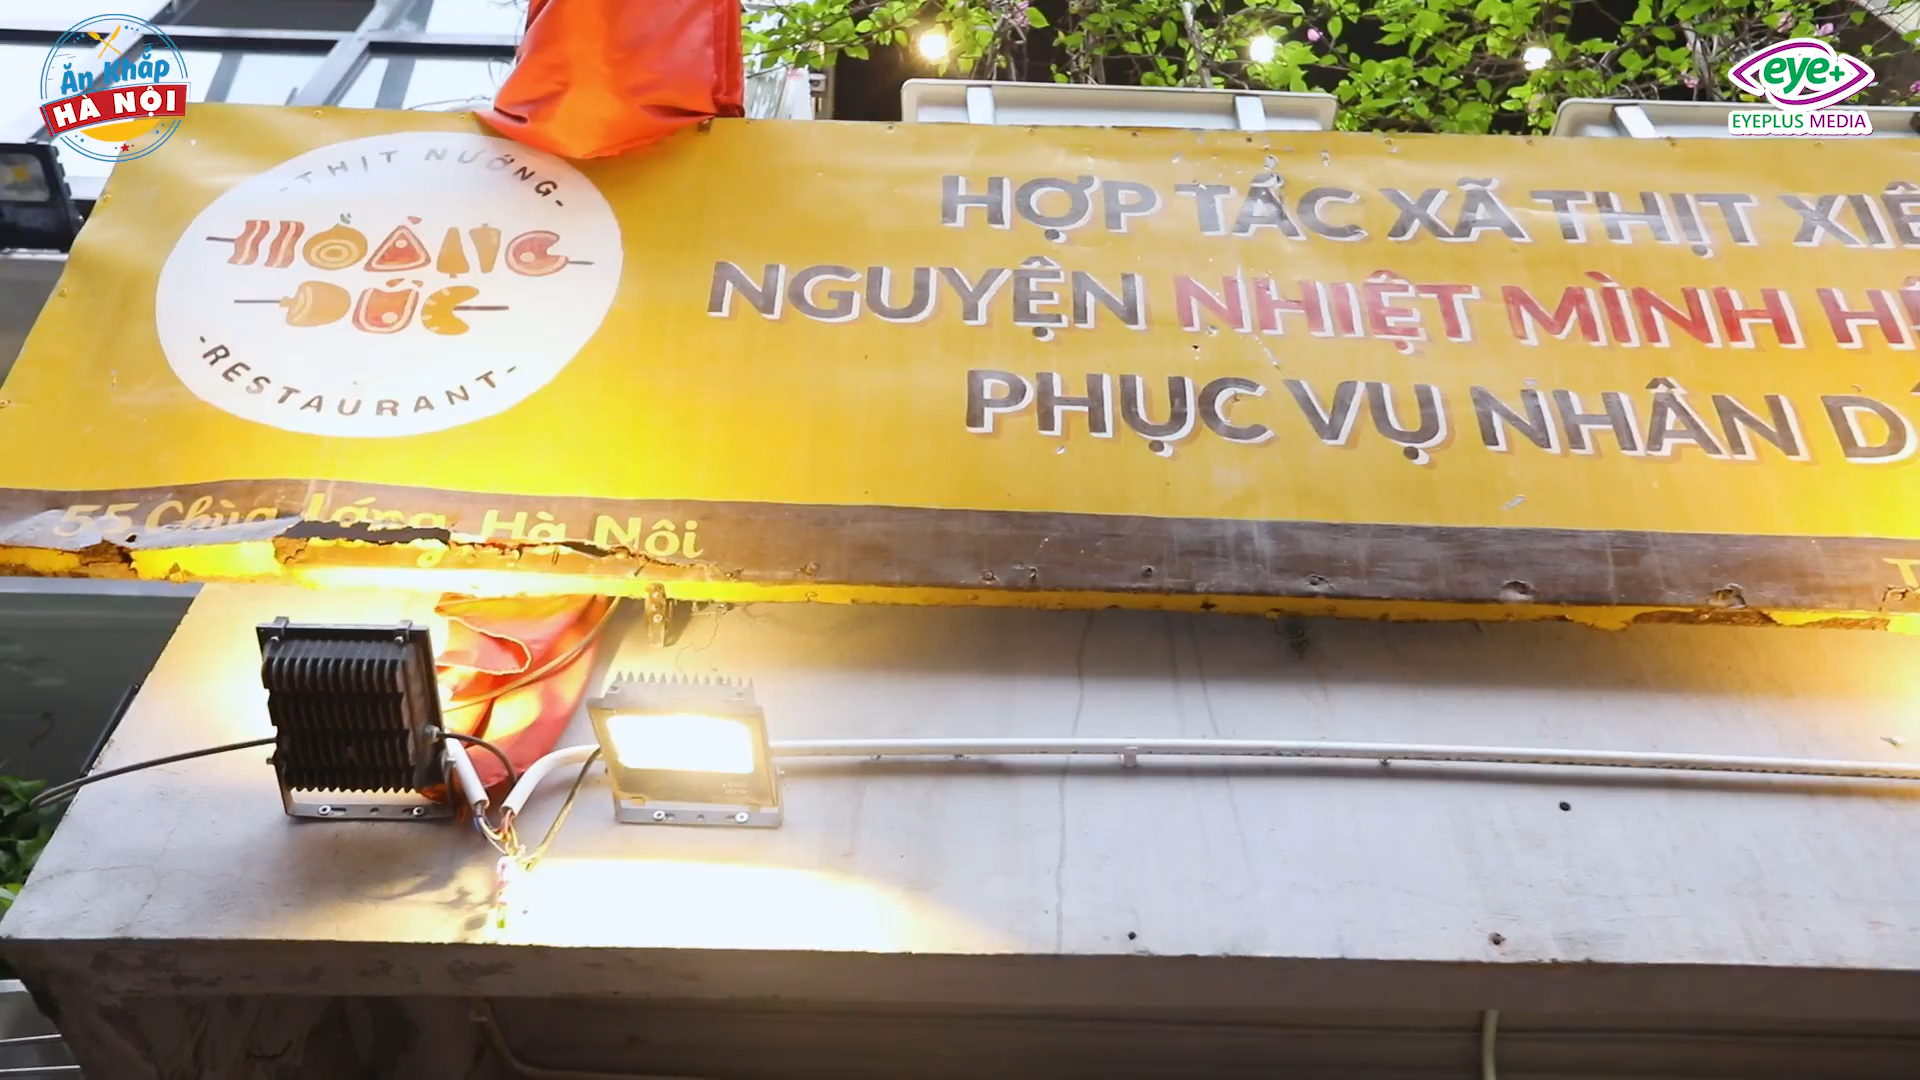 Ăn Khắp
HÀ NỘI
eye+
EYEPLUS MEDIA
- THỊT NƯỚNG -
HOÀNG
ĐỨC
- RESTAURANT -
HỢP TÁC XÃ THỊT
NGUYỆN NHIỆT MÌNH
PHỤC VỤ NHÂN
55 Chùa Láng, Hà Nội